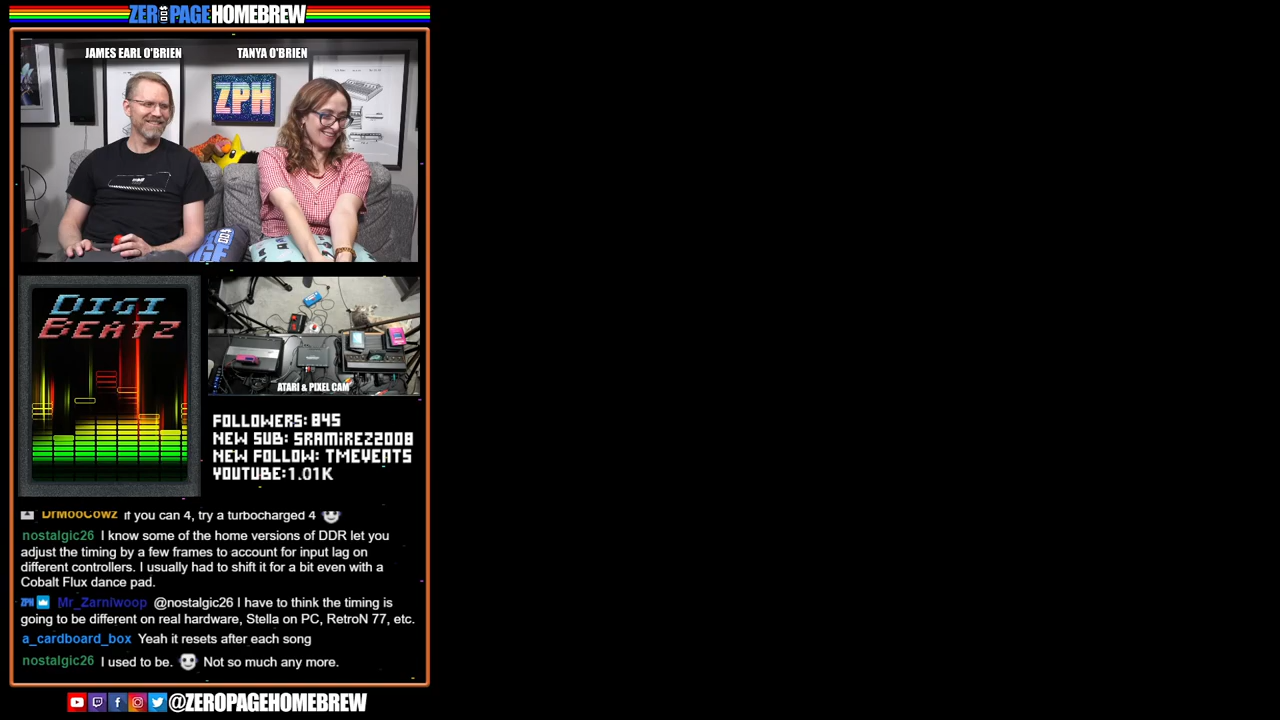 ZEROPAGE HOMEBREW
JAMES EARL O'BRIEN
TANYA O'BRIEN
ZPH
DIGI
BEATZ
ATARI & PIXEL CAM
FOLLOWERS: 845
NEW SUB: SRAMIREZ2008
NEW FOLLOW: TMEYEATS
YOUTUBE:1.01K
DrMooCowz if you can 4, try a turbocharged 4
nostalgic26 I know some of the home versions of DDR let you
adjust the timing by a few frames to account for input lag on
different controllers. I usually had to shift it for a bit even with a
Cobalt Flux dance pad.
ZPH Mr_Zarniwoop @nostalgic26 I have to think the timing is
going to be different on real hardware, Stella on PC, RetroN 77, etc.
a_cardboard_box Yeah it resets after each song
nostalgic26 I used to be. Not so much any more.
@ZEROPAGEHOMEBREW